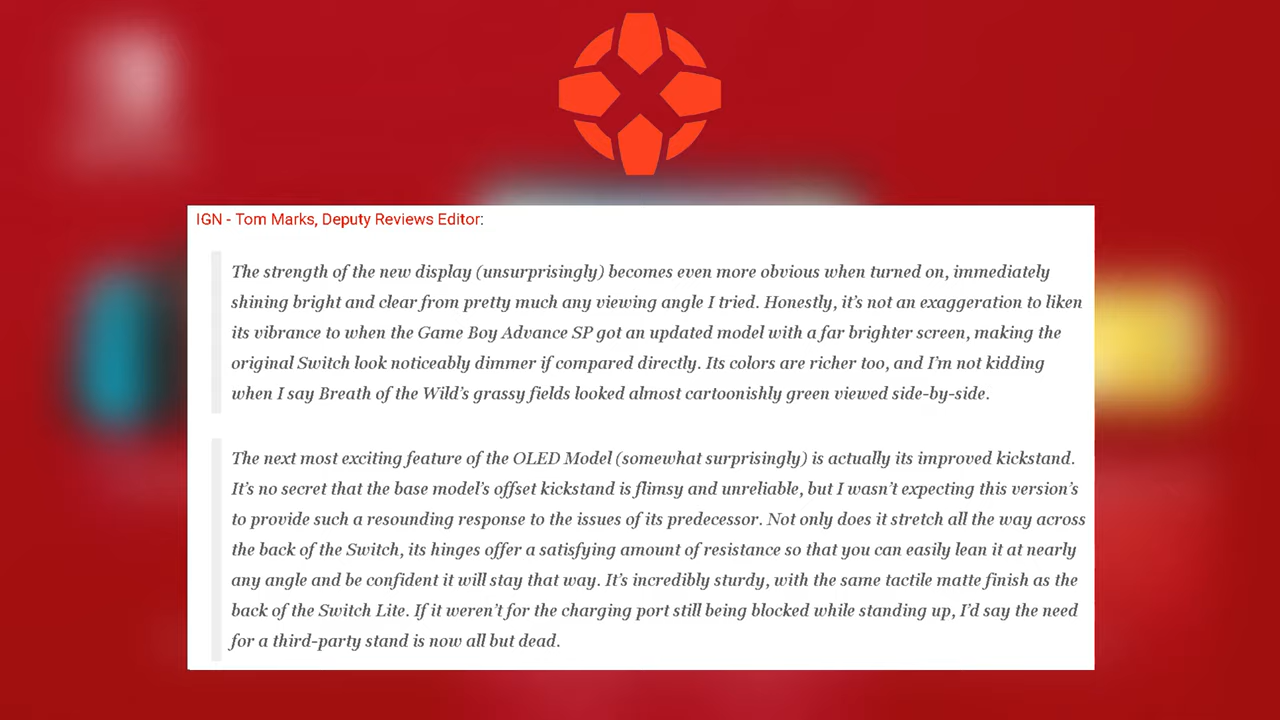 IGN - Tom Marks, Deputy Reviews Editor:
The strength of the new display (unsurprisingly) becomes even more obvious when turned on, immediately
shining bright and clear from pretty much any viewing angle I tried. Honestly, it's not an exaggeration to liken
its vibrance to when the Game Boy Advance SP got an updated model with a far brighter screen, making the
original Switch look noticeably dimmer if compared directly. Its colors are richer too, and I'm not kidding
when I say Breath of the Wild's grassy fields looked almost cartoonishly green viewed side-by-side.
The next most exciting feature of the OLED Model (somewhat surprisingly) is actually its improved kickstand.
It's no secret that the base model's offset kickstand is flimsy and unreliable, but I wasn't expecting this version's
to provide such a resounding response to the issues of its predecessor. Not only does it stretch all the way across
the back of the Switch, its hinges offer a satisfying amount of resistance so that you can easily lean it at nearly
any angle and be confident it will stay that way. It's incredibly sturdy, with the same tactile matte finish as the
back of the Switch Lite. If it weren't for the charging port still being blocked while standing up, I'd say the need
for a third-party stand is now all but dead.